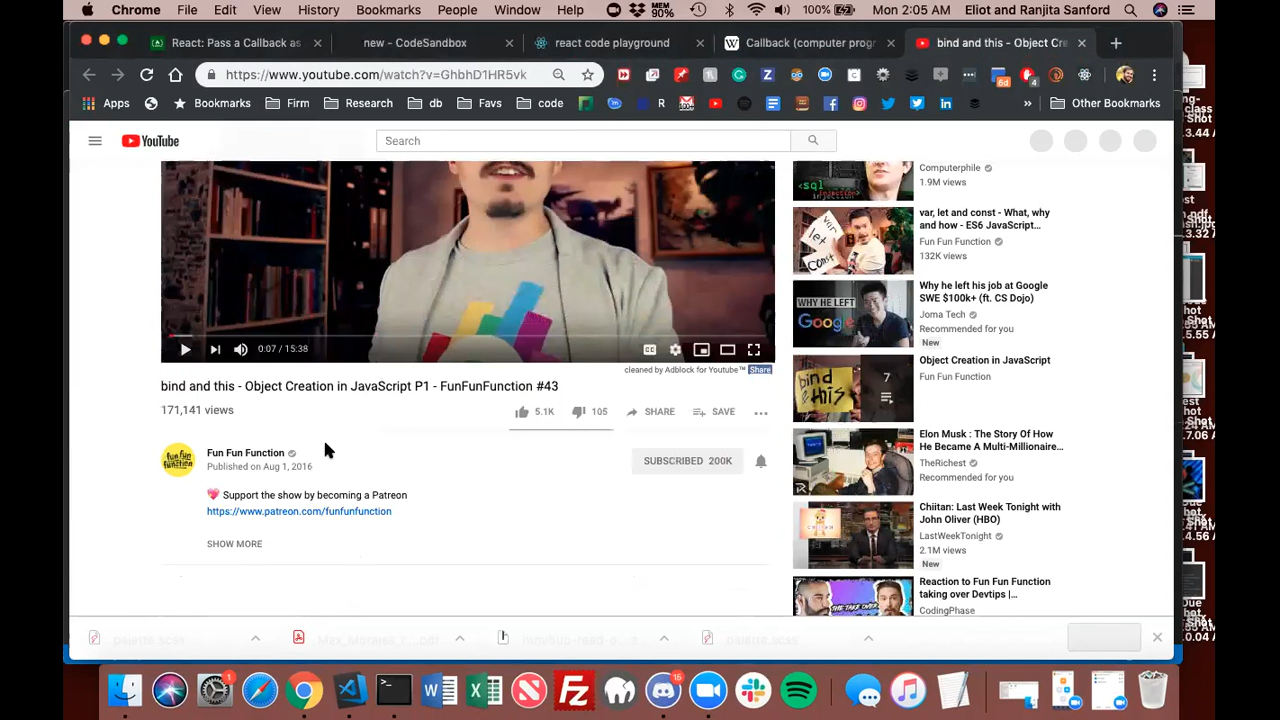 Chrome File Edit View History Bookmarks People Window Help MEM 90% 100% Mon 2:05 AM Eliot and Ranjita Sanford
React: Pass a Callback as
new - CodeSandbox
react code playground
Callback (computer prog
bind and this - Object Cre
https://www.youtube.com/watch?v=GhbhD1HR5vk
Apps Bookmarks Firm Research db Favs code R Other Bookmarks
YouTube
Search
bind & this
0:07 / 15:38
cleaned by Adblock for Youtube™ Share
bind and this - Object Creation in JavaScript P1 - FunFunFunction #43
171,141 views
5.1K 105 SHARE SAVE
Fun Fun Function
Published on Aug 1, 2016
SUBSCRIBED 200K
Support the show by becoming a Patreon
https://www.patreon.com/funfunfunction
SHOW MORE
Computerphile
1.9M views
var, let and const - What, why
and how - ES6 JavaScript...
Fun Fun Function
132K views
Why he left his job at Google
SWE $100k+ (ft. CS Dojo)
Joma Tech
Recommended for you
New
WHY HE LEFT
Google
Object Creation in JavaScript
Fun Fun Function
7
Elon Musk : The Story Of How
He Became A Multi-Millionaire...
TheRichest
Recommended for you
Chiitan: Last Week Tonight with
John Oliver (HBO)
LastWeekTonight
2.1M views
New
Reaction to Fun Fun Function
taking over Devtips |...
CodingPhase